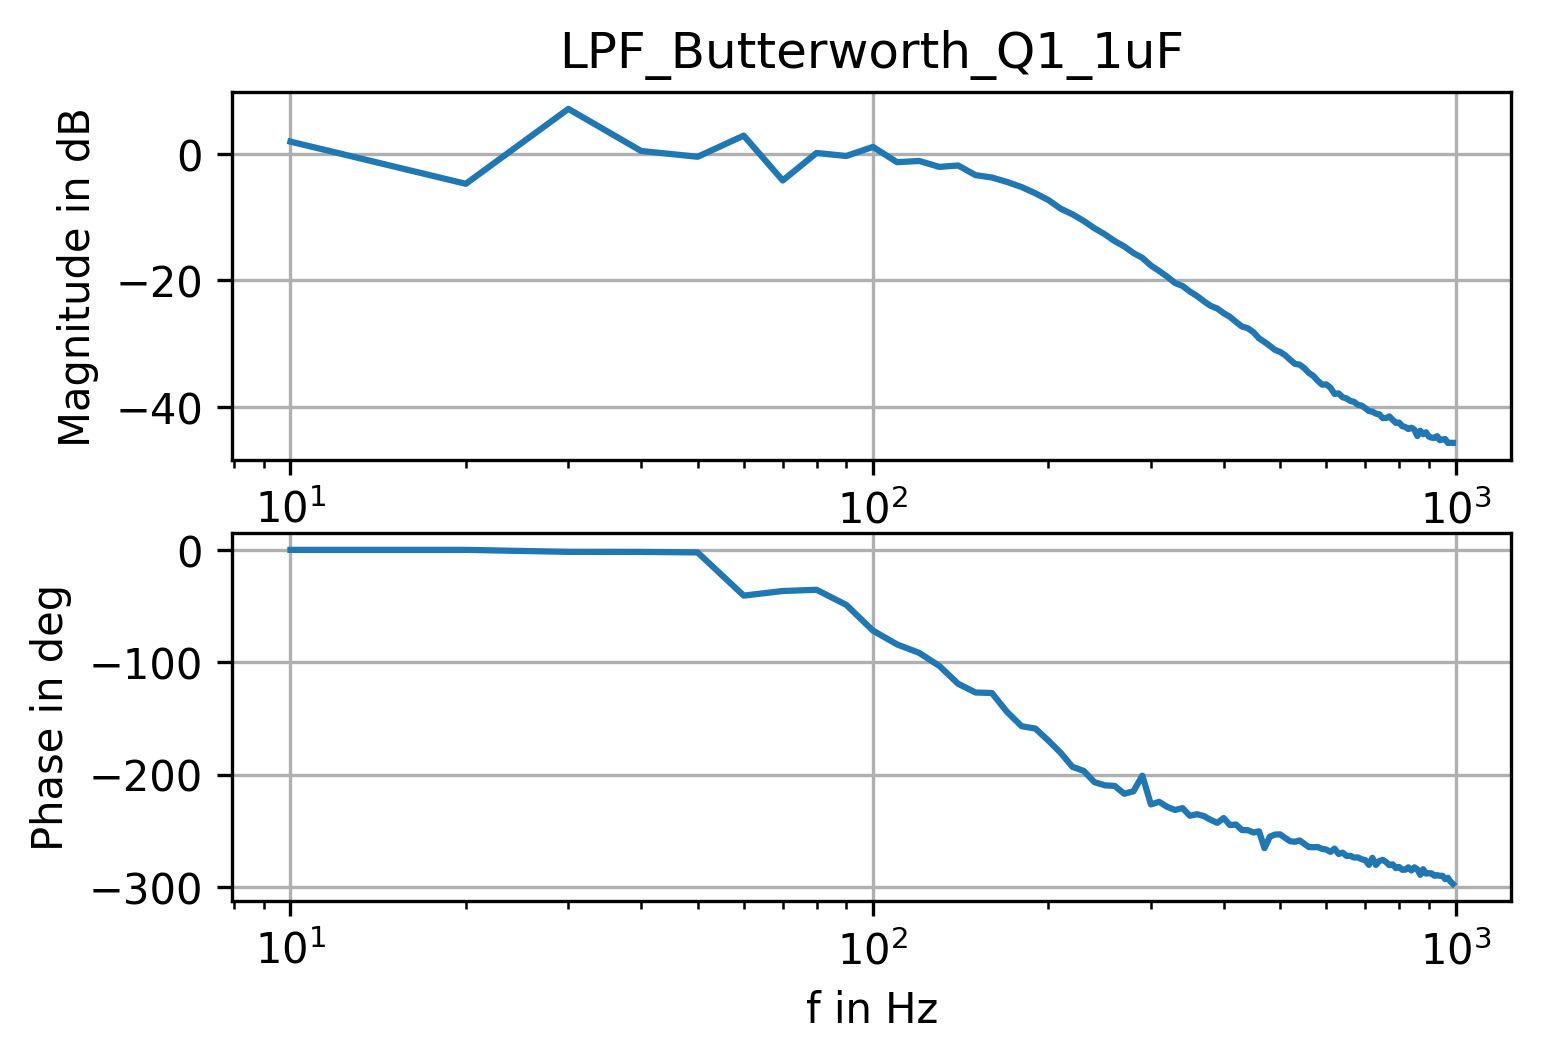 LPF_Butterworth_Q1_1uF
Magnitude in dB
0
−20
−40
10¹ 10² 10³
Phase in deg
0
−100
−200
−300
10¹ 10² 10³
f in Hz